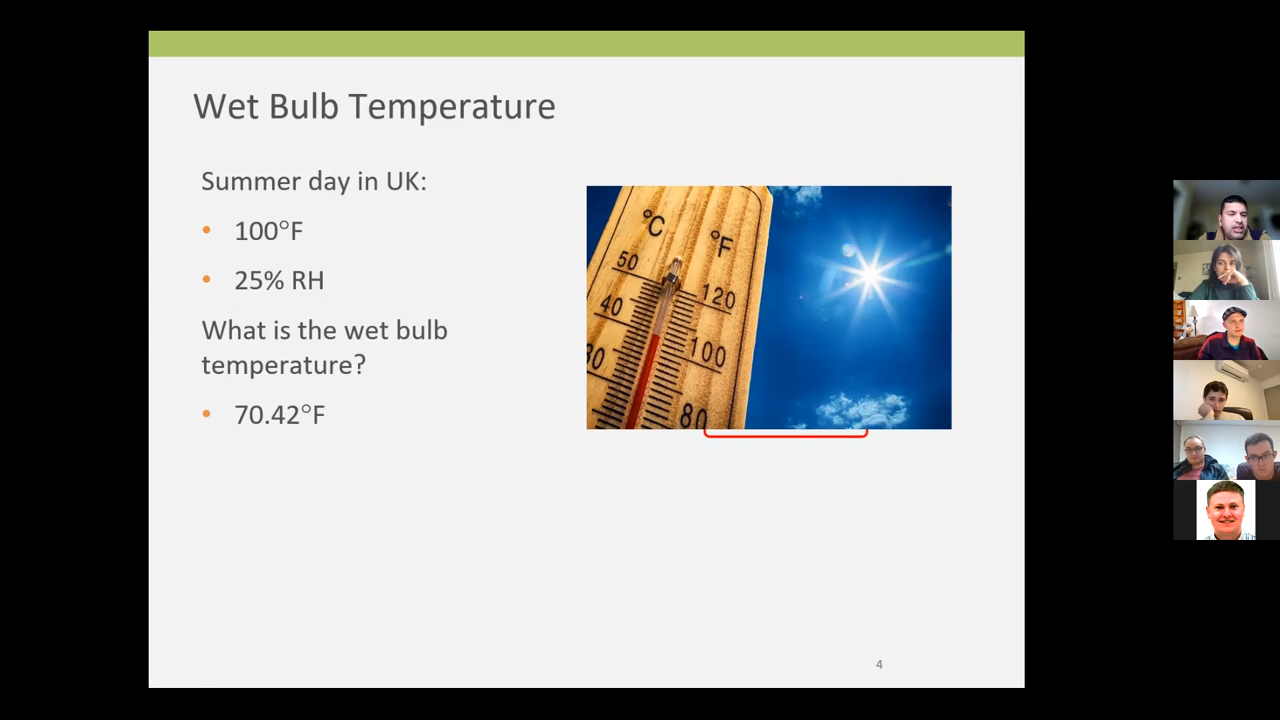 Wet Bulb Temperature
Summer day in UK:
• 100°F
• 25% RH
What is the wet bulb
temperature?
• 70.42°F
°C
°F
50
120
40
100
30
80
4